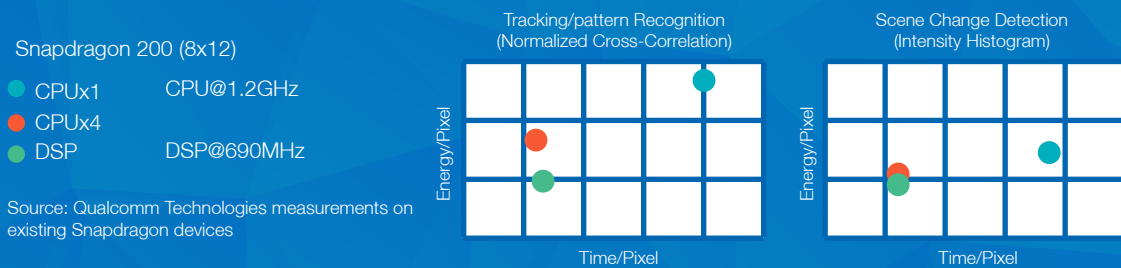 Snapdragon 200 (8x12)
CPUx1 CPU@1.2GHz
CPUx4
DSP DSP@690MHz
Source: Qualcomm Technologies measurements on
existing Snapdragon devices
Tracking/pattern Recognition
(Normalized Cross-Correlation)
Energy/Pixel
Time/Pixel
Scene Change Detection
(Intensity Histogram)
Energy/Pixel
Time/Pixel